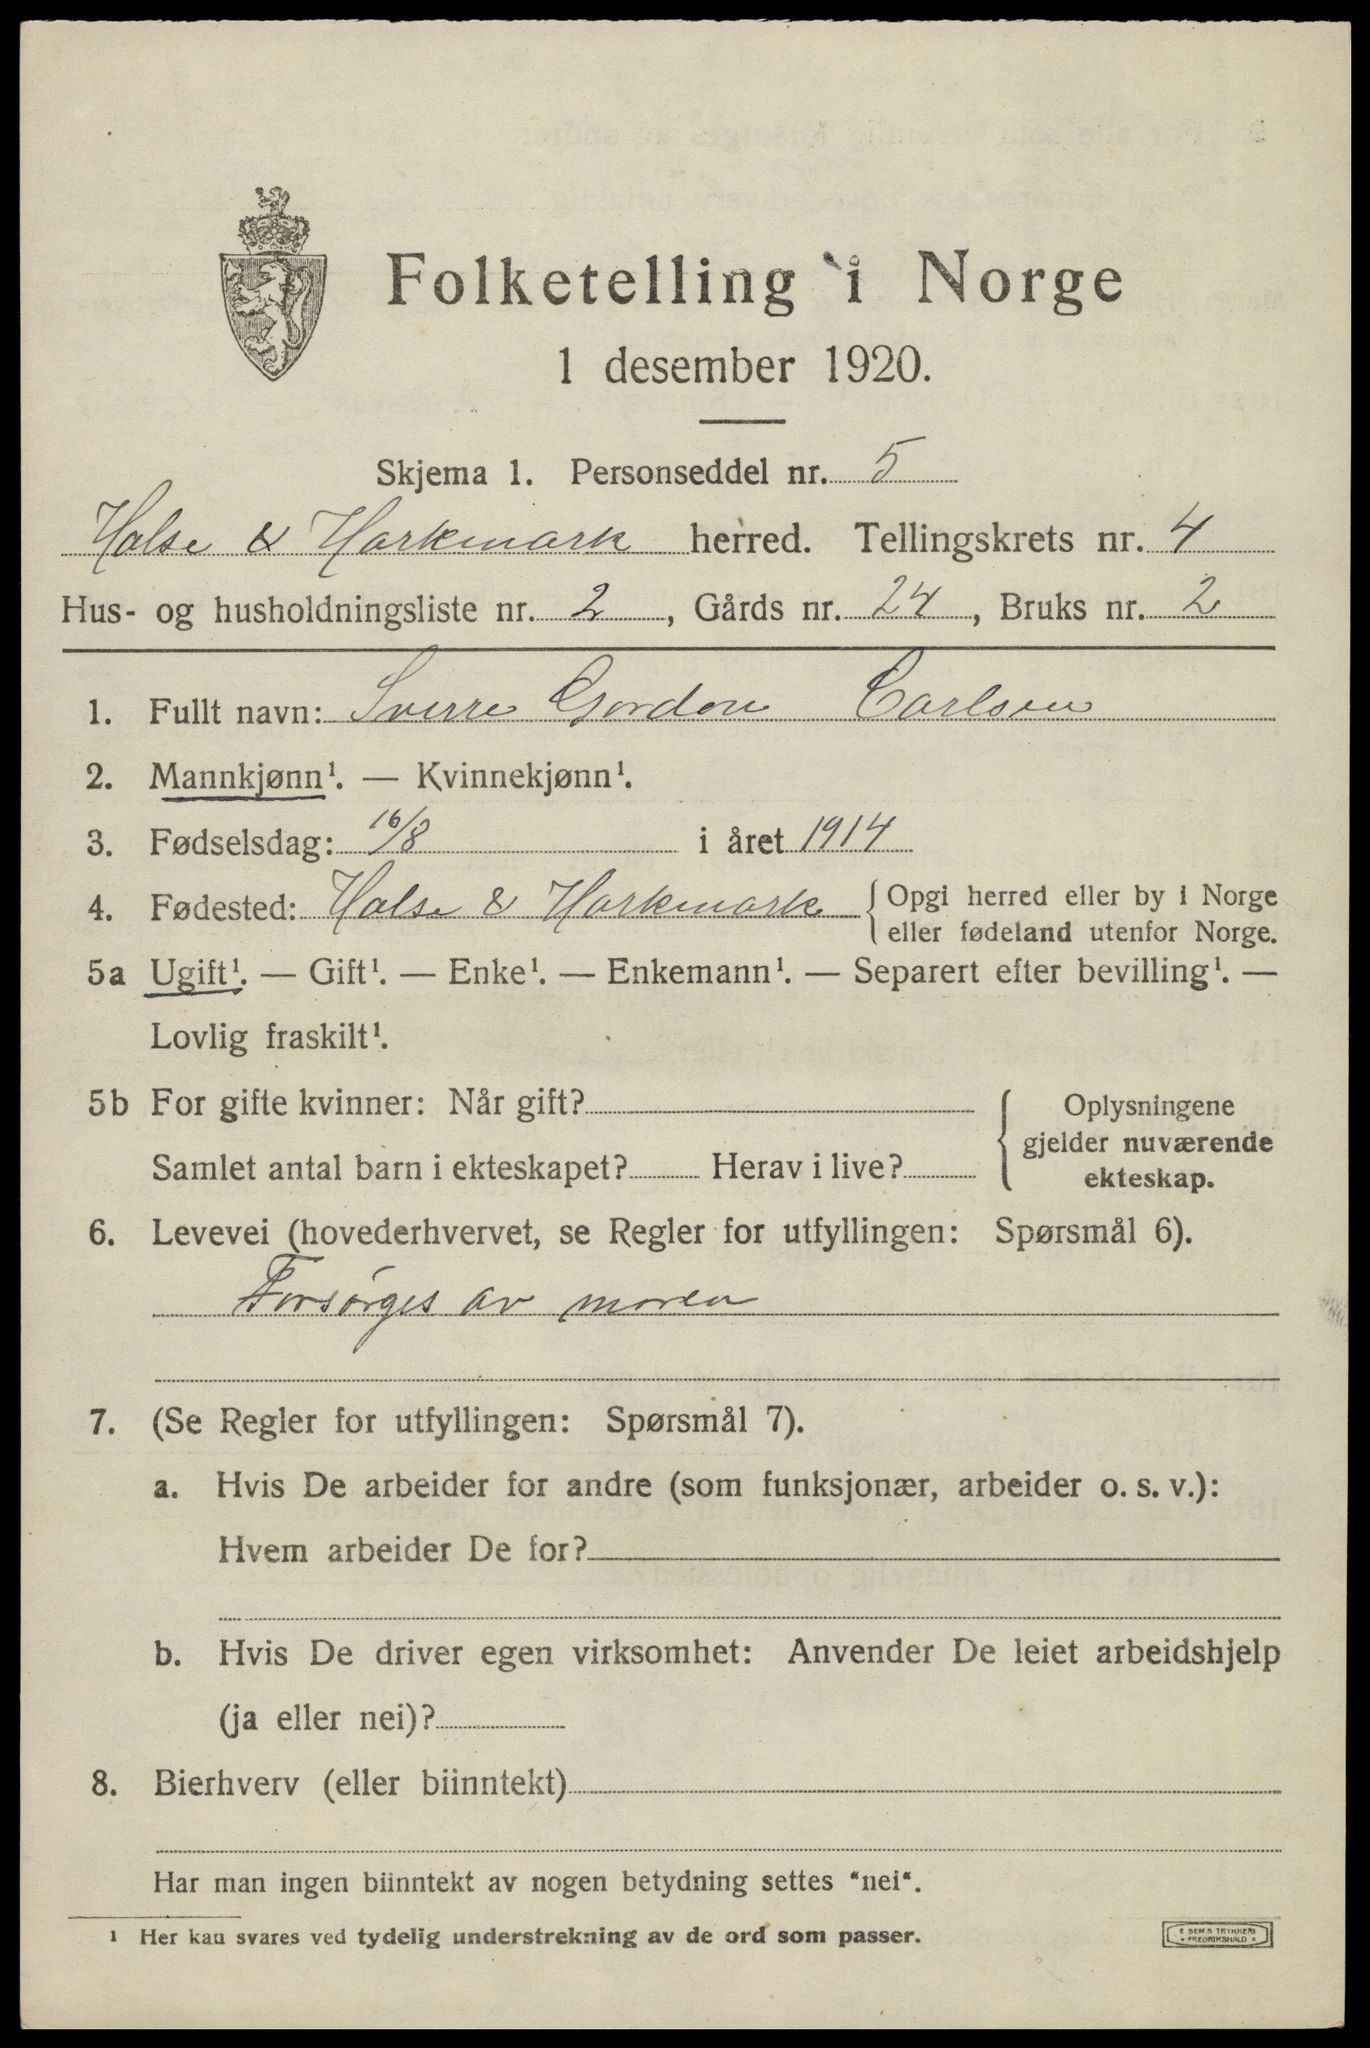 Folketelling i Norge
1 desember 1920.
Skjema 1. Personseddel nr. 5
Halse & Harkmark herred. Tellingskrets nr. 4
Hus- og husholdningsliste nr. 2, Gårds nr. 24, Bruks nr. 2
1. Fullt navn: Sverre Gordon Carlsen
2. Mannkjønn¹. — Kvinnekjønn¹.
3. Fødselsdag: 16/8 i året 1914
4. Fødested: Halse & Harkmark { Opgi herred eller by i Norge
eller fødeland utenfor Norge.
5a Ugift¹. — Gift¹. — Enke¹. — Enkemann¹. — Separert efter bevilling¹. —
Lovlig fraskilt¹.
5b For gifte kvinner: Når gift?
Samlet antal barn i ekteskapet? Herav i live?
{ Oplysningene
gjelder nuværende
ekteskap.
6. Levevei (hovederhvervet, se Regler for utfyllingen: Spørsmål 6).
Forsørges av moren
7. (Se Regler for utfyllingen: Spørsmål 7).
a. Hvis De arbeider for andre (som funksjonær, arbeider o. s. v.):
Hvem arbeider De for?
b. Hvis De driver egen virksomhet: Anvender De leiet arbeidshjelp
(ja eller nei)?
8. Bierhverv (eller biinntekt)
Har man ingen biinntekt av nogen betydning settes "nei".
¹ Her kan svares ved tydelig understrekning av de ord som passer.
E. SEM.S TRYKKERI
FREDRIKSHALD